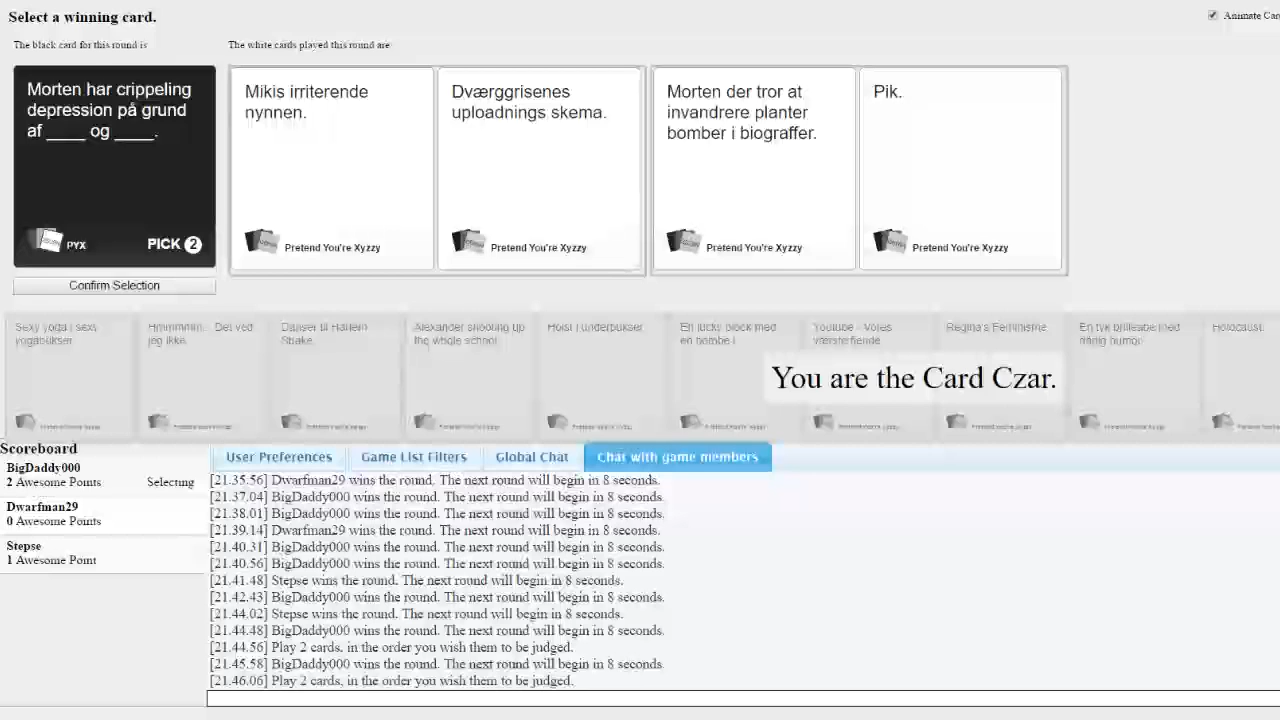 Select a winning card.
Animate Car
The black card for this round is
The white cards played this round are
Morten har crippeling
depression på grund
af _____ og _____.
PYX
PICK 2
Mikis irriterende
nynnen.
Pretend You're Xyzzy
Dværggrisenes
uploadnings skema.
Pretend You're Xyzzy
Morten der tror at
invandrere planter
bomber i biograffer.
Pretend You're Xyzzy
Pik.
Pretend You're Xyzzy
Confirm Selection
Sexy yoga i sexy
yogabukser.
Hmmmmm... Det ved
jeg ikke.
Danser til Harlem
Shake.
Alexander shooting up
the whole school.
Holst i underbukser.
En lucky block med
en bombe i.
Youtube - Vores
værste fjende
Regina's Feminisme.
En tyk brilleabe med
dårlig humor.
Holocaust.
You are the Card Czar.
Scoreboard
BigDaddy000
2 Awesome Points
Selecting
Dwarfman29
0 Awesome Points
Stepse
1 Awesome Point
User Preferences
Game List Filters
Global Chat
Chat with game members
[21.35.56] Dwarfman29 wins the round. The next round will begin in 8 seconds.
[21.37.04] BigDaddy000 wins the round. The next round will begin in 8 seconds.
[21.38.01] BigDaddy000 wins the round. The next round will begin in 8 seconds.
[21.39.14] Dwarfman29 wins the round. The next round will begin in 8 seconds.
[21.40.31] BigDaddy000 wins the round. The next round will begin in 8 seconds.
[21.40.56] BigDaddy000 wins the round. The next round will begin in 8 seconds.
[21.41.48] Stepse wins the round. The next round will begin in 8 seconds.
[21.42.43] BigDaddy000 wins the round. The next round will begin in 8 seconds.
[21.44.02] Stepse wins the round. The next round will begin in 8 seconds.
[21.44.48] BigDaddy000 wins the round. The next round will begin in 8 seconds.
[21.44.56] Play 2 cards, in the order you wish them to be judged.
[21.45.58] BigDaddy000 wins the round. The next round will begin in 8 seconds.
[21.46.06] Play 2 cards, in the order you wish them to be judged.